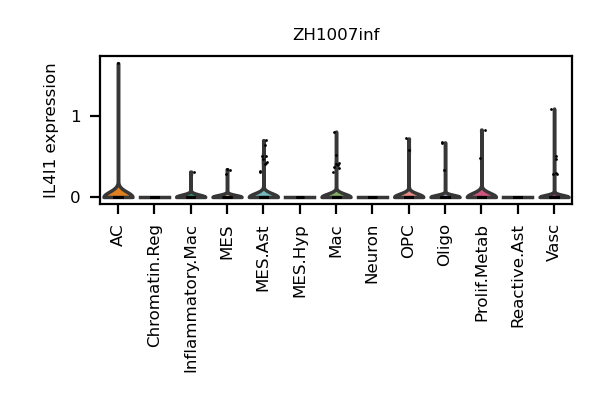 ZH1007inf
IL4I1 expression
1
0
AC
Chromatin.Reg
Inflammatory.Mac
MES
MES.Ast
MES.Hyp
Mac
Neuron
OPC
Oligo
Prolif.Metab
Reactive.Ast
Vasc